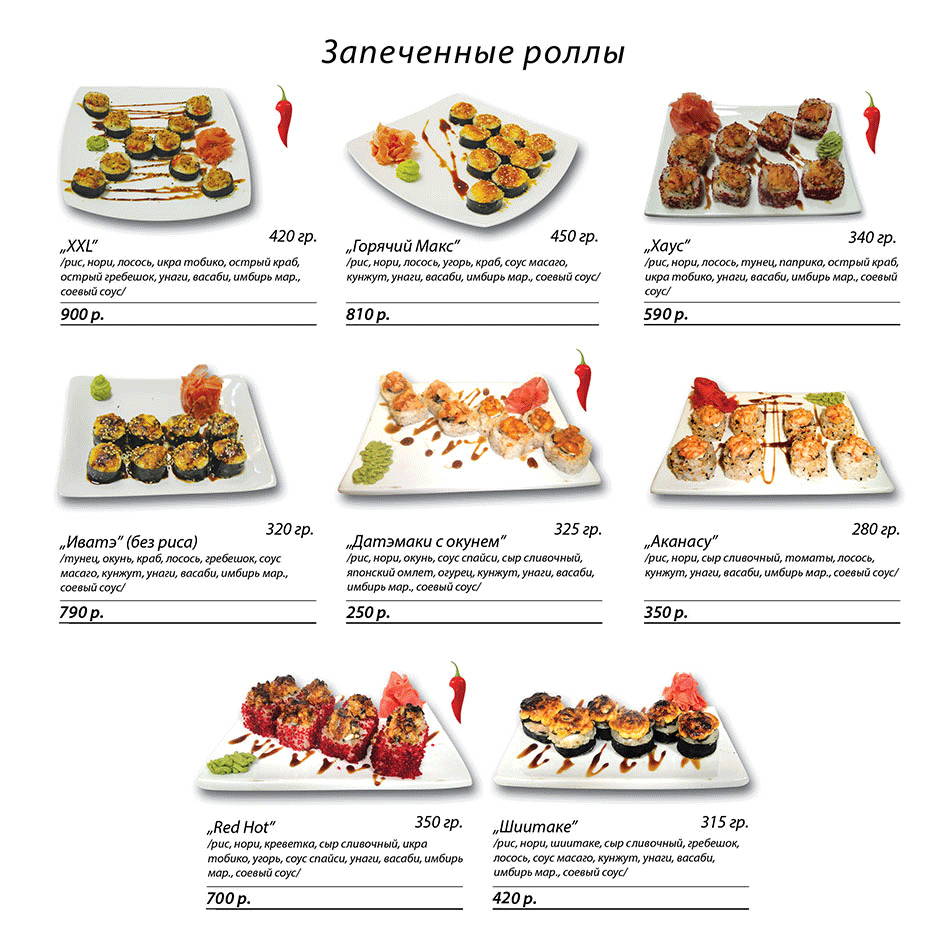 Запеченные роллы
„XXL” 420 гр.
/рис, нори, лосось, икра тобико, острый краб,
острый гребешок, унаги, васаби, имбирь мар.,
соевый соус/
900 р.
„Горячий Макс” 450 гр.
/рис, нори, лосось, угорь, краб, соус масаго,
кунжут, унаги, васаби, имбирь мар., соевый соус/
810 р.
„Хаус” 340 гр.
/рис, нори, лосось, тунец, паприка, острый краб,
икра тобико, унаги, васаби, имбирь мар., соевый
соус/
590 р.
„Иватэ” (без риса) 320 гр.
/тунец, окунь, краб, лосось, гребешок, соус
масаго, кунжут, унаги, васаби, имбирь мар.,
соевый соус/
790 р.
„Датэмаки с окунем” 325 гр.
/рис, нори, окунь, соус спайси, сыр сливочный,
японский омлет, огурец, кунжут, унаги, васаби,
имбирь мар., соевый соус/
250 р.
„Аканасу” 280 гр.
/рис, нори, сыр сливочный, томаты, лосось,
кунжут, унаги, васаби, имбирь мар., соевый соус/
350 р.
„Red Hot” 350 гр.
/рис, нори, креветка, сыр сливочный, икра
тобико, угорь, соус спайси, унаги, васаби, имбирь
мар., соевый соус/
700 р.
„Шиитаке” 315 гр.
/рис, нори, шиитаке, сыр сливочный, гребешок,
лосось, соус масаго, кунжут, унаги, васаби,
имбирь мар., соевый соус/
420 р.